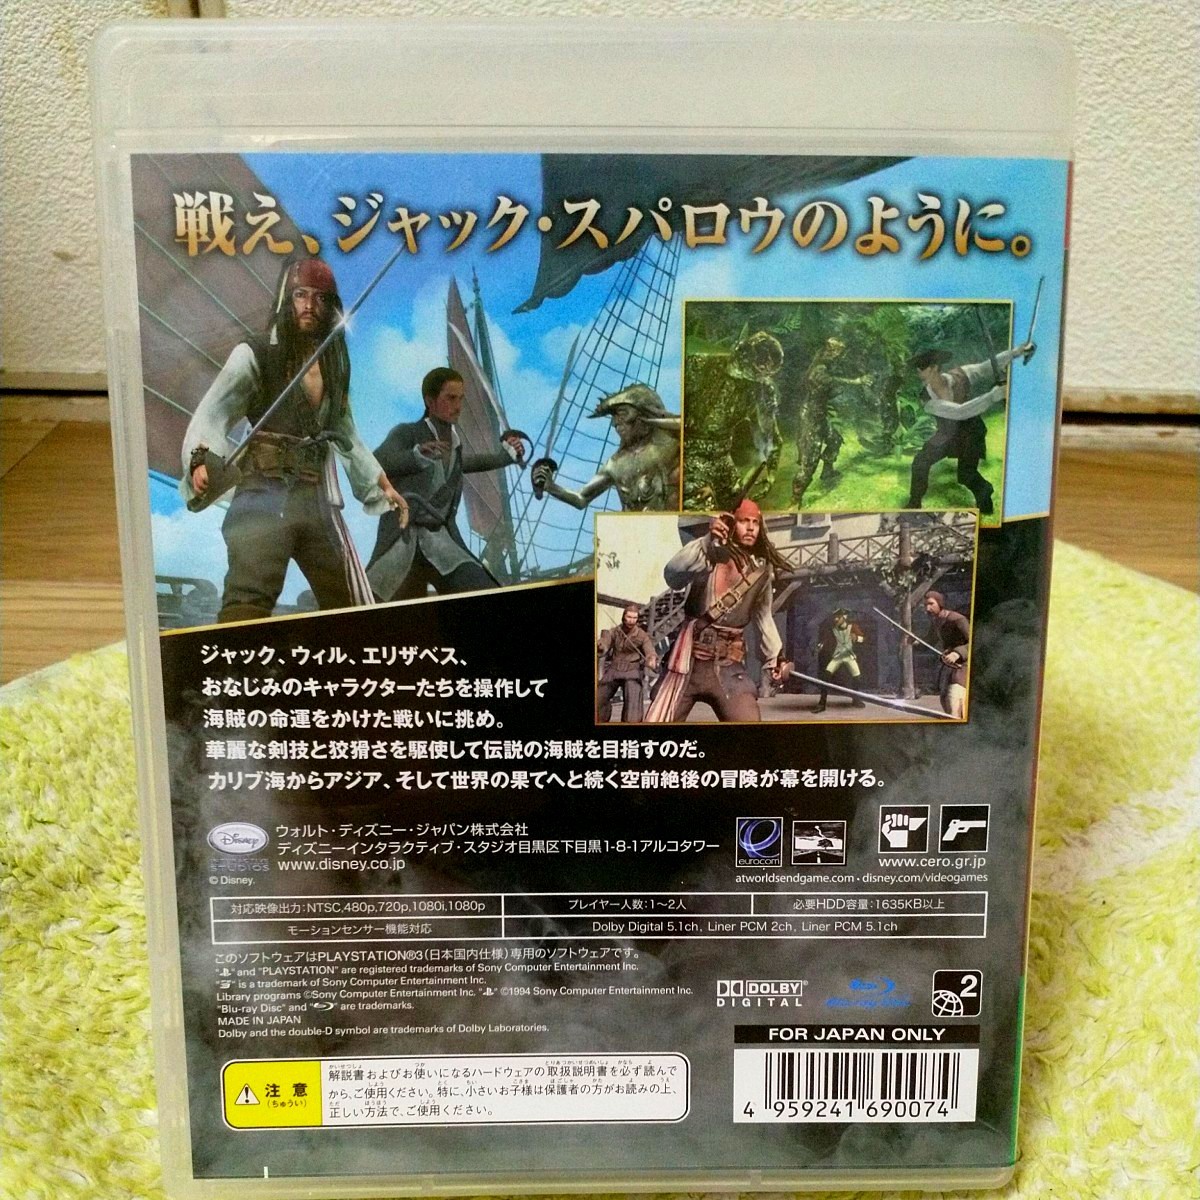 戦え、ジャック・スパロウのように。
ジャック、ウィル、エリザベス、
おなじみのキャラクターたちを操作して
海賊の命運をかけた戦いに挑め。
華麗な剣技と狡猾さを駆使して伝説の海賊を目指すのだ。
カリブ海からアジア、そして世界の果てへと続く空前絶後の冒険が幕を開ける。
Disney
STUDIOS
© Disney.
ウォルト・ディズニー・ジャパン株式会社
ディズニーインタラクティブ・スタジオ目黒区下目黒1-8-1アルコタワー
www.disney.co.jp
eurocom
www.cero.gr.jp
atworldsendgame.com • disney.com/videogames
対応映像出力:NTSC,480p,720p,1080i,1080p
プレイヤー人数:1～2人
必要HDD容量:1635KB以上
モーションセンサー機能対応
Dolby Digital 5.1ch, Liner PCM 2ch, Liner PCM 5.1ch
このソフトウェアはPLAYSTATION®3(日本国内仕様)専用のソフトウェアです。
" " and "PLAYSTATION" are registered trademarks of Sony Computer Entertainment Inc.
" " is a trademark of Sony Computer Entertainment Inc.
Library programs ©Sony Computer Entertainment Inc. " " ©1994 Sony Computer Entertainment Inc.
"Blu-ray Disc" and " " are trademarks.
MADE IN JAPAN
Dolby and the double-D symbol are trademarks of Dolby Laboratories.
DOLBY
DIGITAL
Blu-ray Disc
2
FOR JAPAN ONLY
注意
(ちゅうい)
解説書およびお使いになるハードウェアの取扱説明書を必ず読んで
から、ご使用ください。特に、小さいお子様は保護者の方がお読みの上、
正しい方法で、ご使用ください。
4 959241 690074